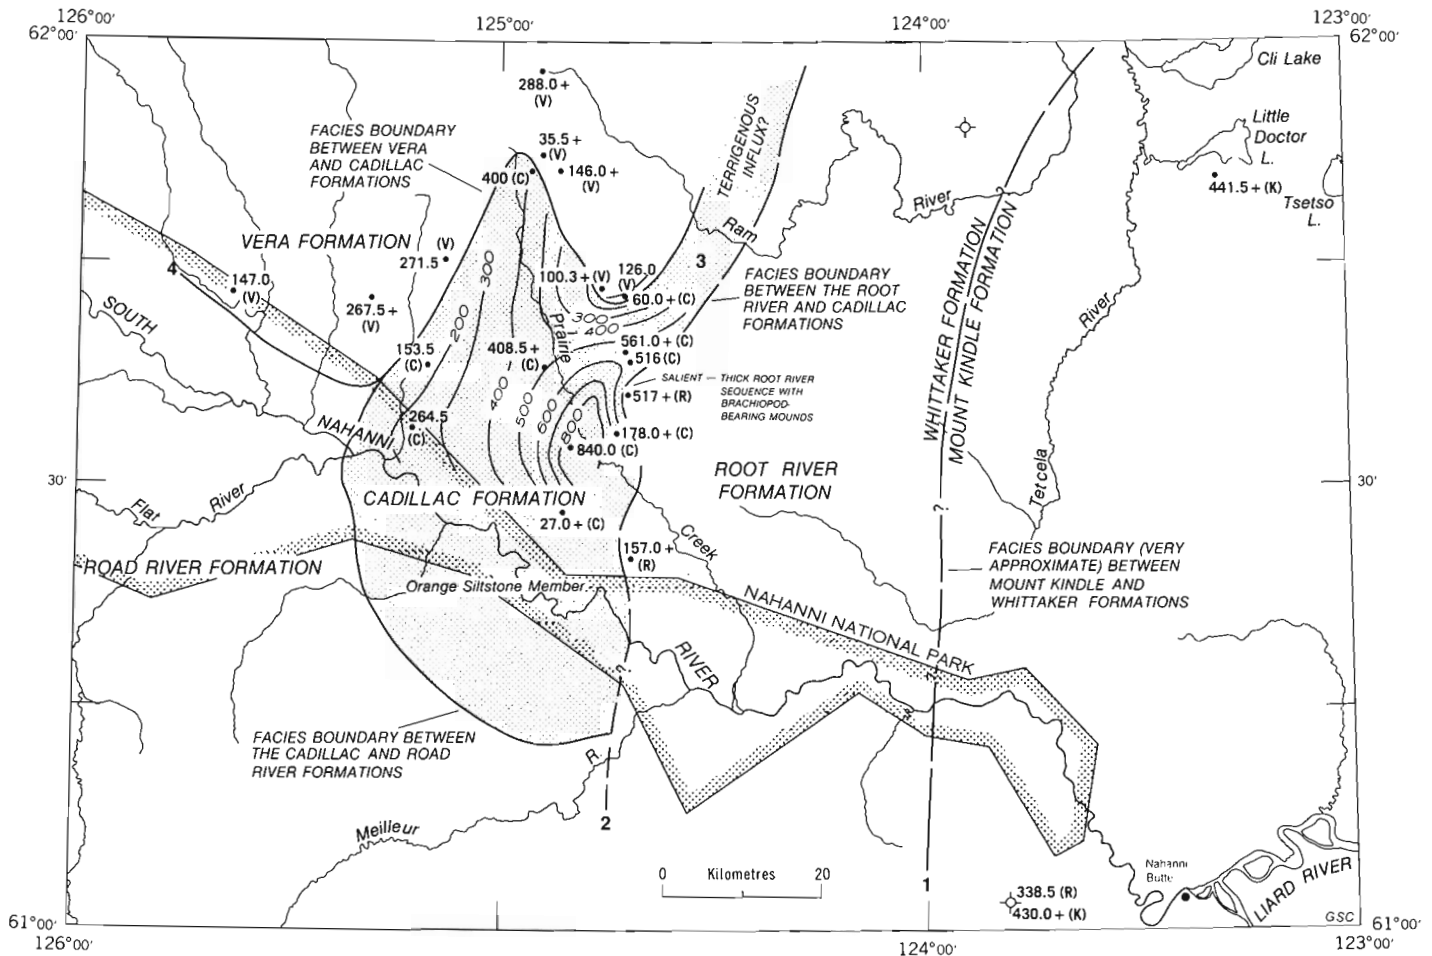 126°00'
125°00'
124°00'
123°00'
62°00'
62°00'
Cli Lake
288.0+
(V)
TERRIGENOUS
INFLUX?
Little
Doctor
L.
FACIES BOUNDARY
BETWEEN VERA
AND CADILLAC
FORMATIONS
35.5+
(V)
400 (C)
146.0+
(V)
441.5+ (K)
Tsetso
L.
River
?
Ram
VERA FORMATION
(V)
271.5
4
147.0
(V)
267.5+
(V)
300
200
100.3+(V)
126.0
(V)
60.0+(C)
3
FACIES BOUNDARY
BETWEEN THE ROOT
RIVER AND CADILLAC
FORMATIONS
WHITTAKER FORMATION
MOUNT KINDLE FORMATION
River
SOUTH
300
400
Prairie
153.5
(C)
408.5+
(C)
561.0+ (C)
516 (C)
SALIENT — THICK ROOT RIVER
SEQUENCE WITH
BRACHIOPOD-
BEARING MOUNDS
517+ (R)
400
500
600
800
264.5
(C)
NAHANNI
178.0+ (C)
840.0 (C)
ROOT RIVER
FORMATION
Tetcela
30'
30'
Flat
River
CADILLAC FORMATION
27.0+ (C)
?
Creek
157.0+
(R)
ROAD RIVER FORMATION
Orange Siltstone Member
FACIES BOUNDARY (VERY
APPROXIMATE) BETWEEN
MOUNT KINDLE AND
WHITTAKER FORMATIONS
NAHANNI NATIONAL PARK
RIVER
?
FACIES BOUNDARY BETWEEN
THE CADILLAC AND ROAD
RIVER FORMATIONS
R.
Meilleur
2
0 Kilometres 20
1
338.5 (R)
430.0+ (K)
Nahanni
Butte
LIARD RIVER
GSC
61°00'
61°00'
126°00'
124°00'
123°00'